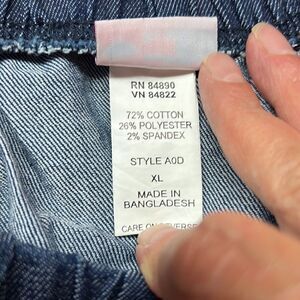 RN 84890
VN 84822
72% COTTON
26% POLYESTER
2% SPANDEX
STYLE A0D
XL
MADE IN
BANGLADESH
CARE ON REVERSE